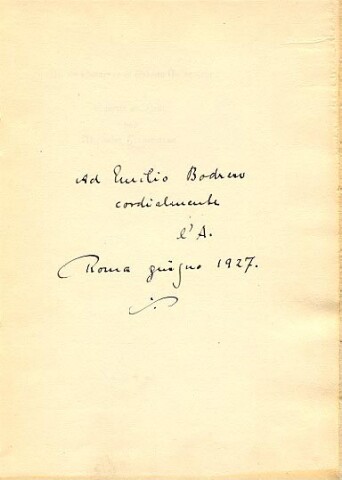 Ad Emilio Bodrero
cordialmente
l'A.
Roma giugno 1927.